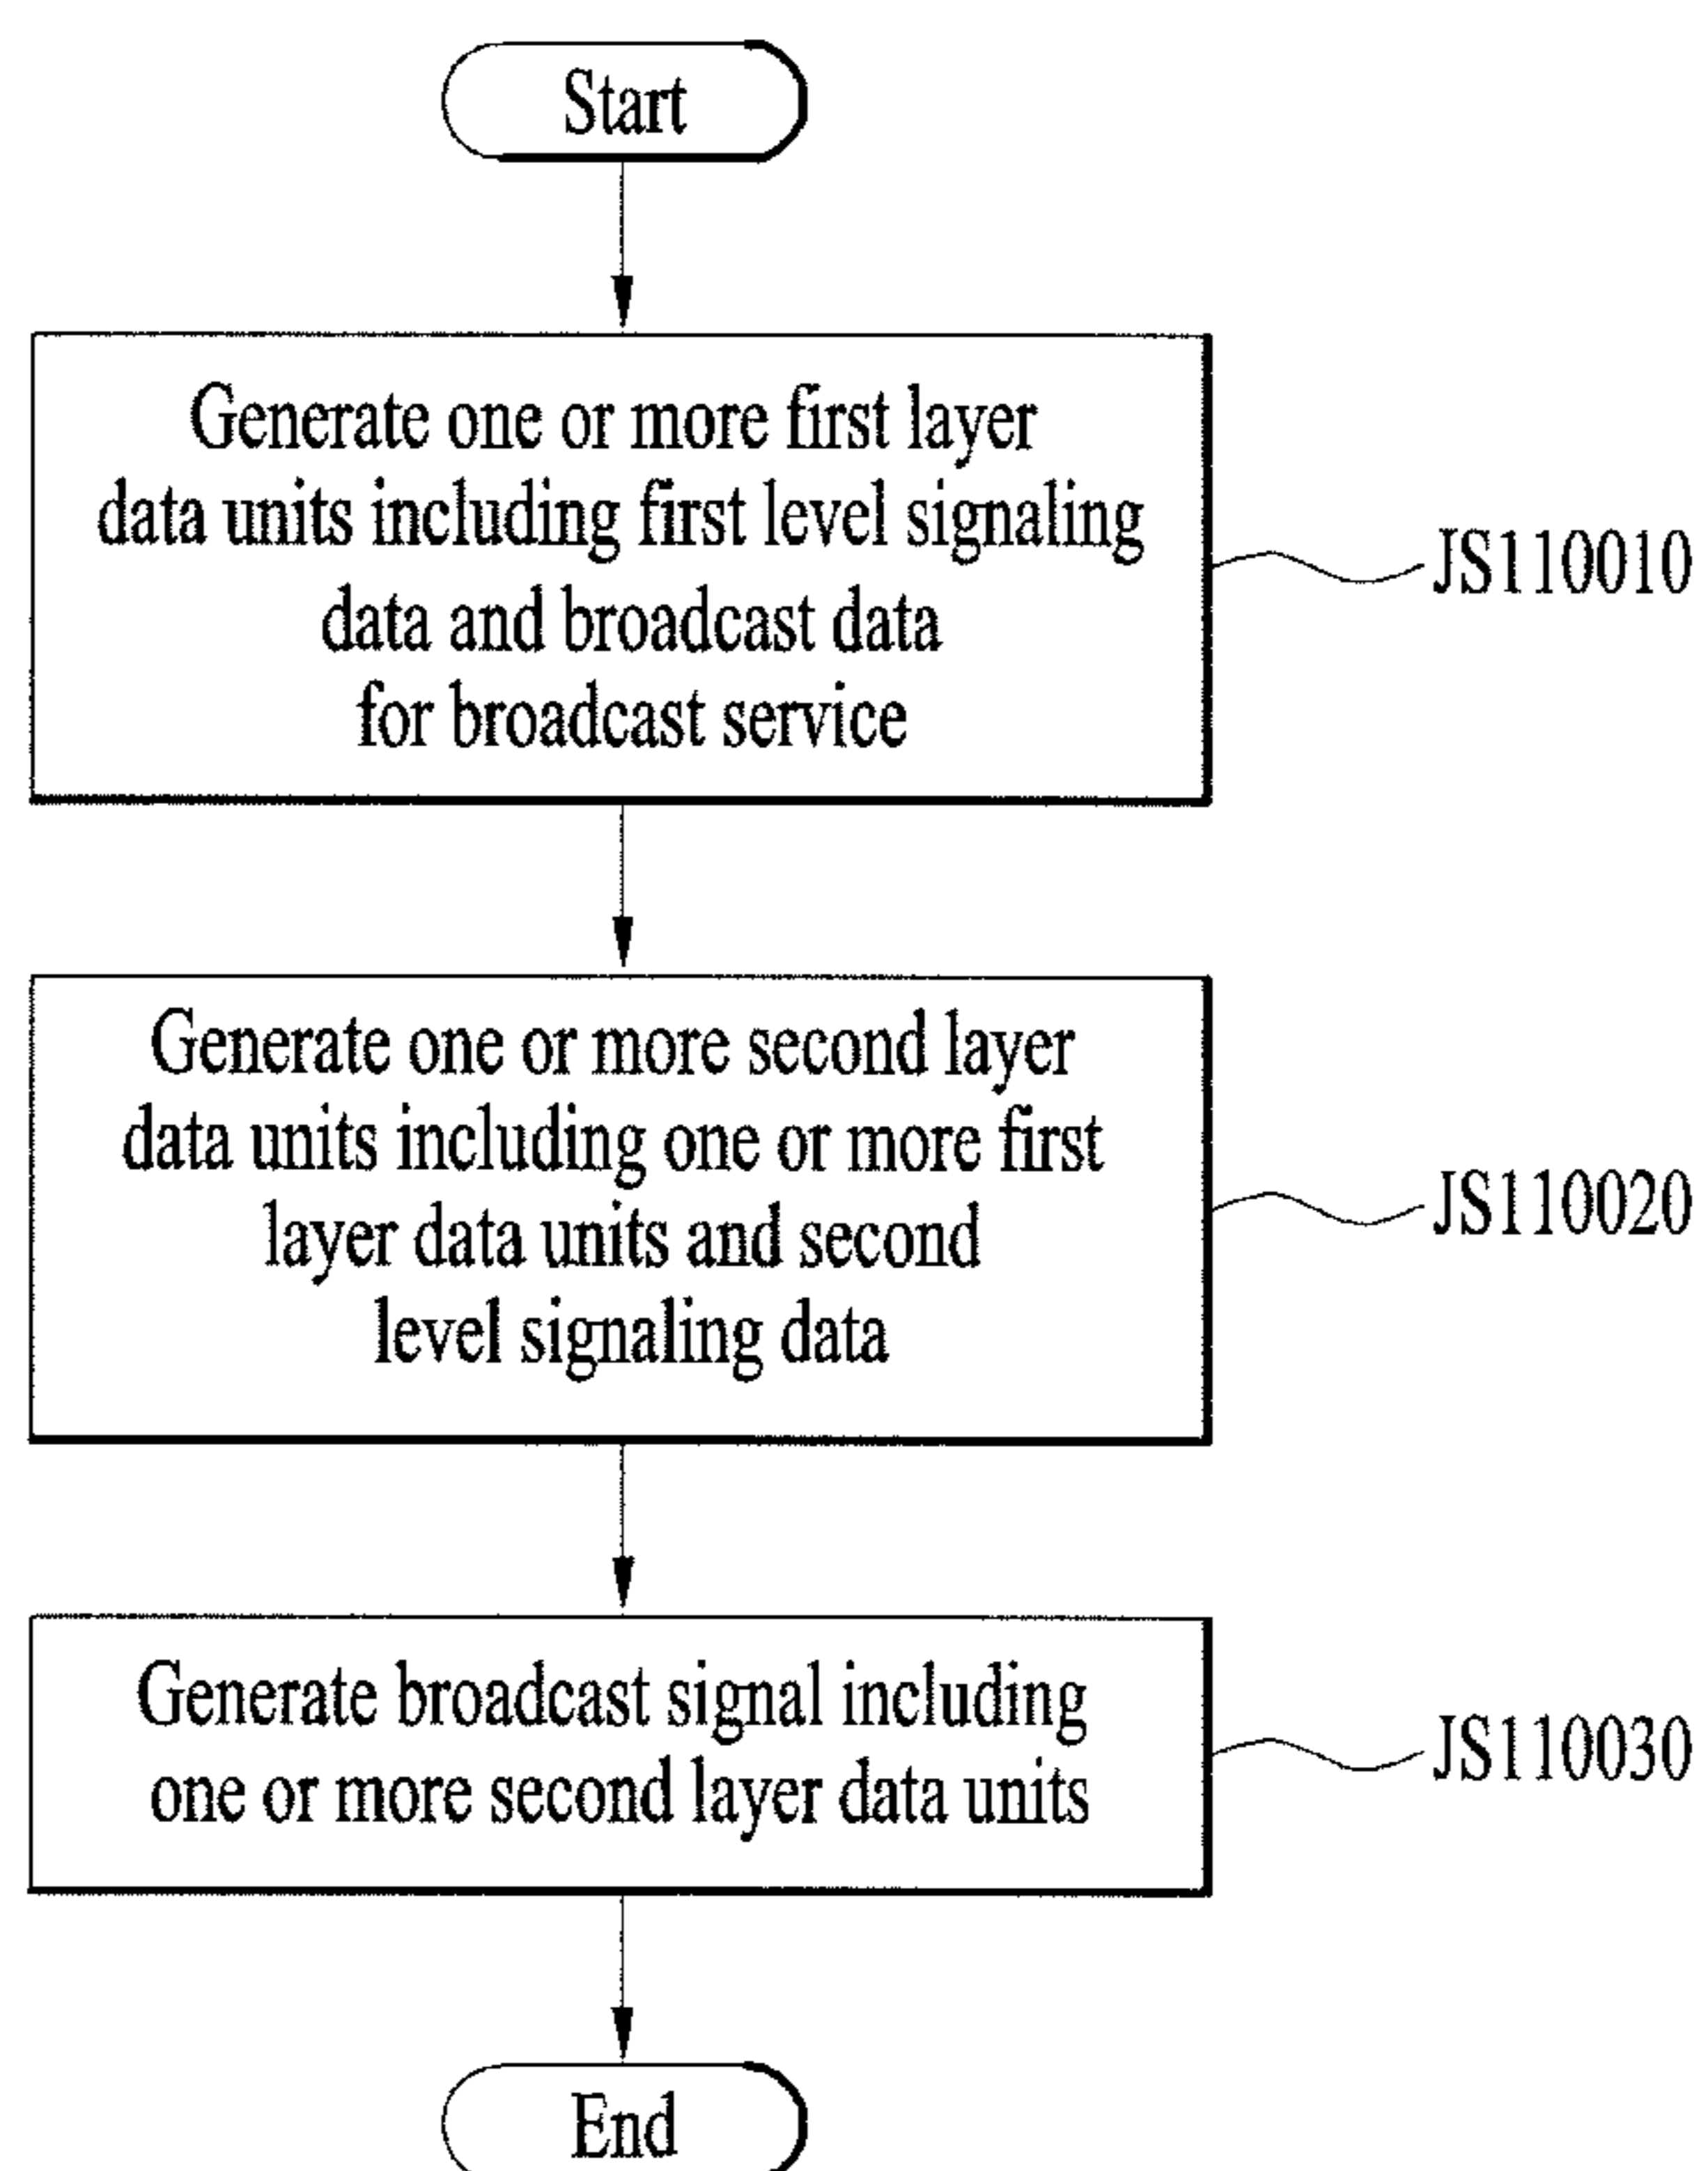 Start
Generate one or more first layer
data units including first level signaling
data and broadcast data
for broadcast service
JS110010
Generate one or more second layer
data units including one or more first
layer data units and second
level signaling data
JS110020
Generate broadcast signal including
one or more second layer data units
JS110030
End